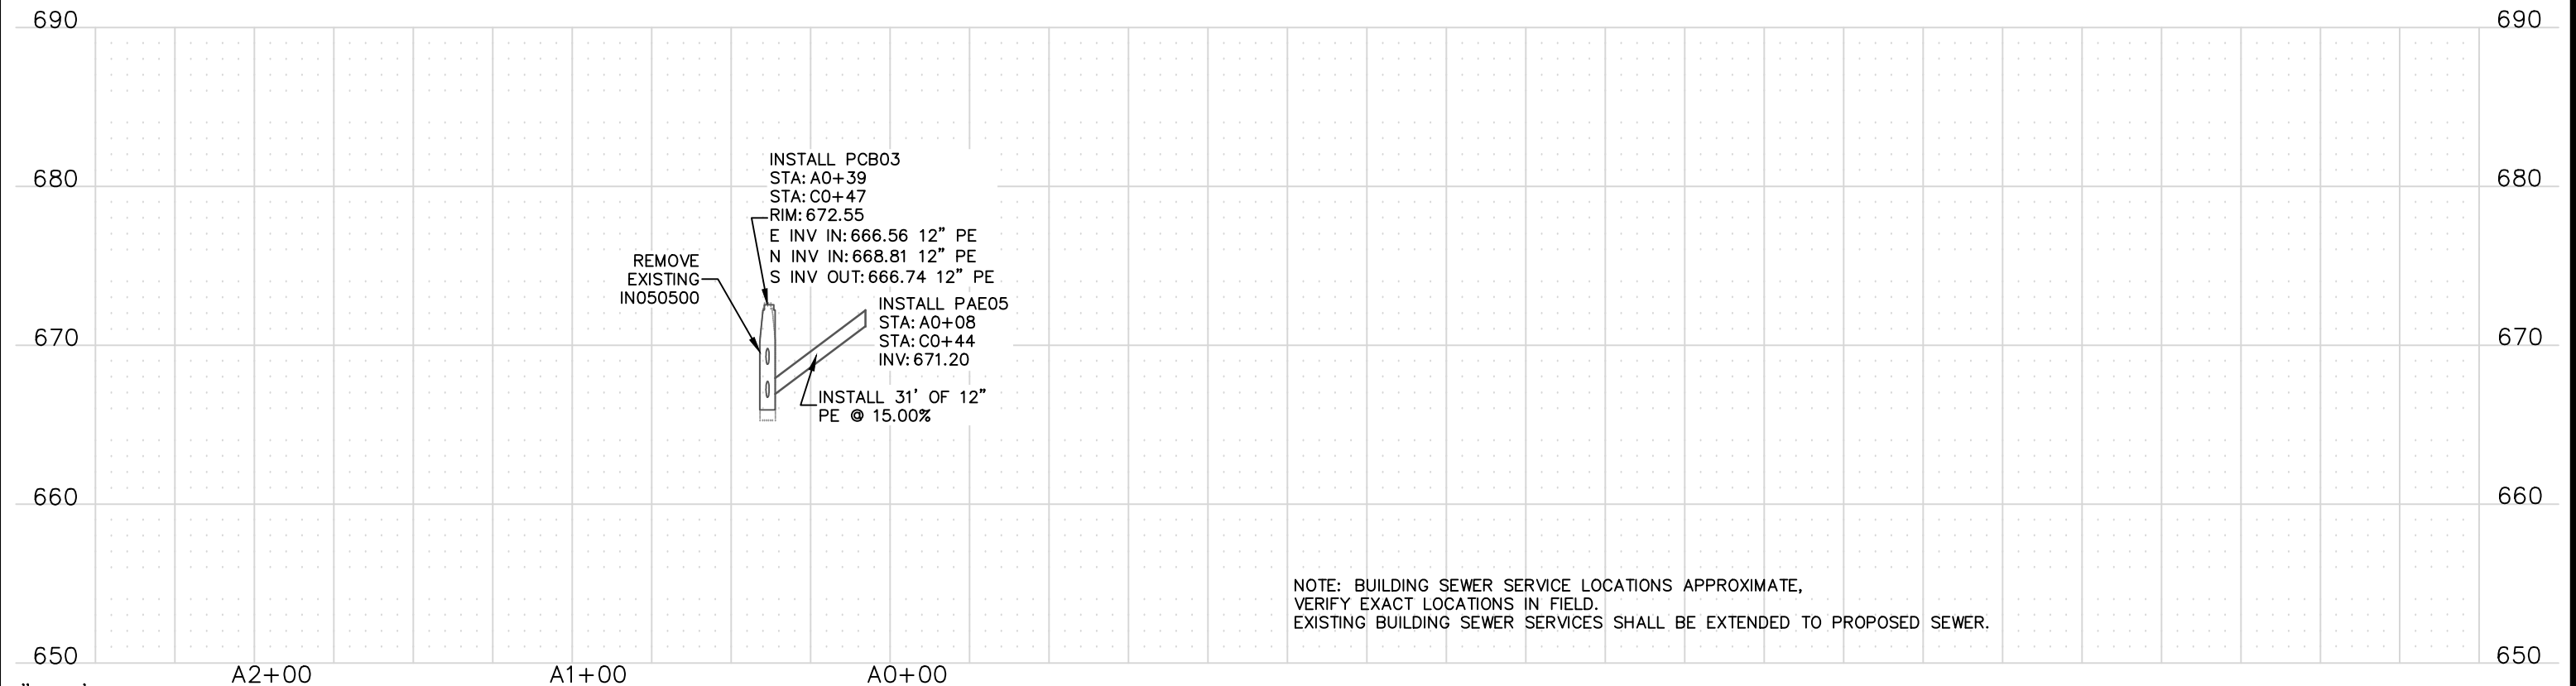 690
690
INSTALL PCB03
STA: A0+39
STA: C0+47
RIM: 672.55
E INV IN: 666.56 12" PE
N INV IN: 668.81 12" PE
S INV OUT: 666.74 12" PE
680
680
REMOVE
EXISTING
IN050500
INSTALL PAE05
STA: A0+08
STA: C0+44
INV: 671.20
670
670
INSTALL 31' OF 12"
PE @ 15.00%
660
660
NOTE: BUILDING SEWER SERVICE LOCATIONS APPROXIMATE,
VERIFY EXACT LOCATIONS IN FIELD.
EXISTING BUILDING SEWER SERVICES SHALL BE EXTENDED TO PROPOSED SEWER.
650
650
A2+00
A1+00
A0+00